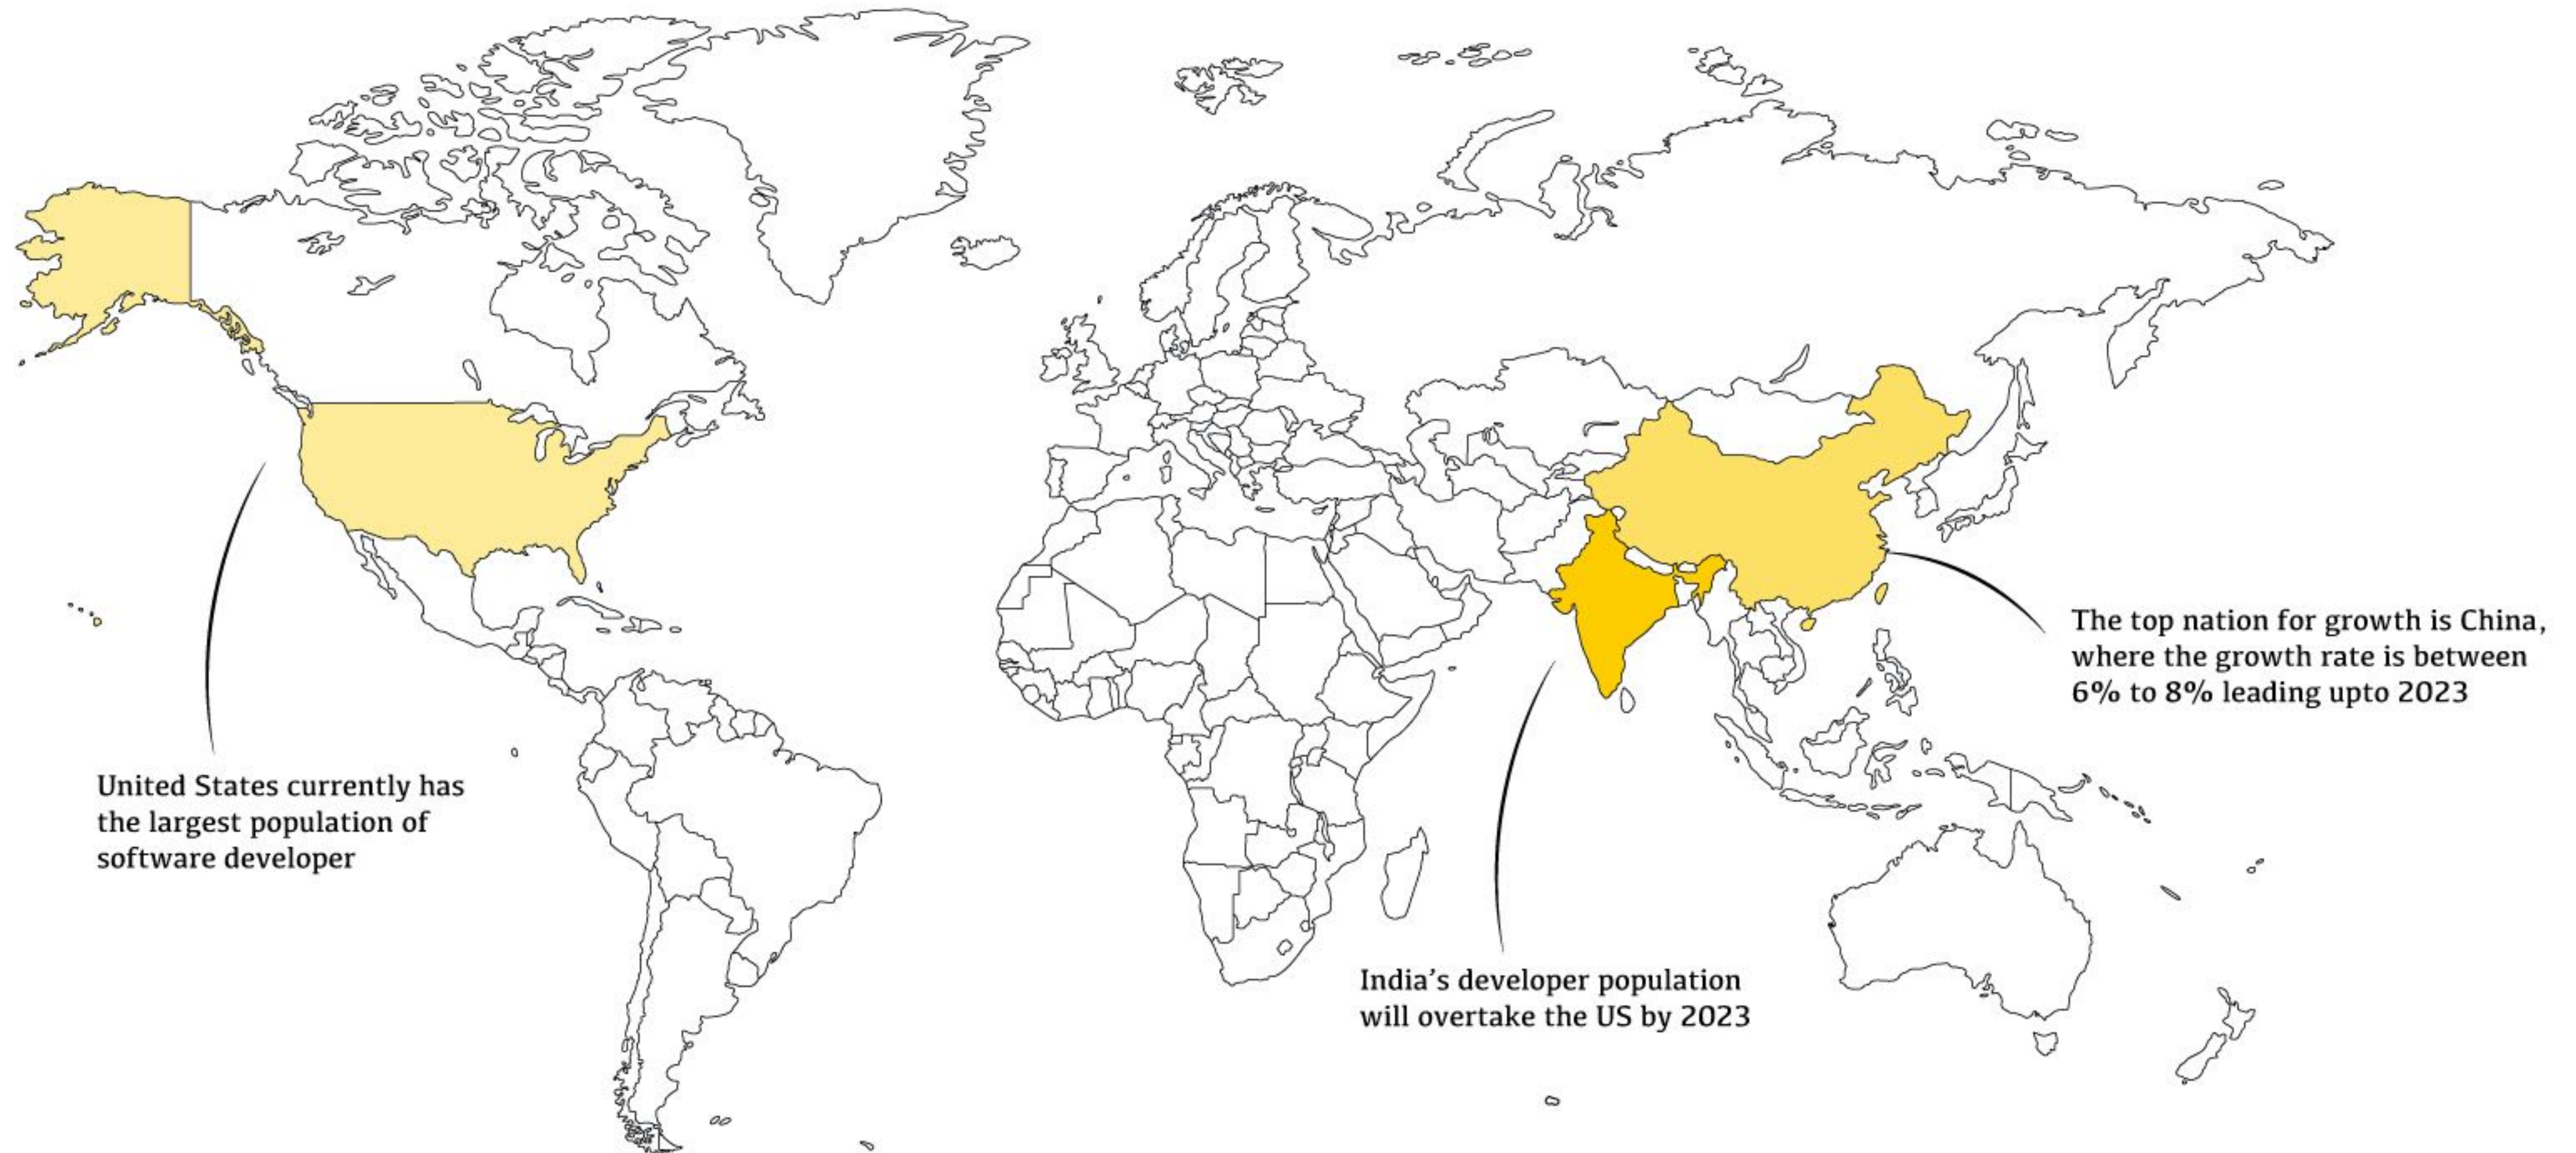 United States currently has
the largest population of
software developer
India's developer population
will overtake the US by 2023
The top nation for growth is China,
where the growth rate is between
6% to 8% leading upto 2023